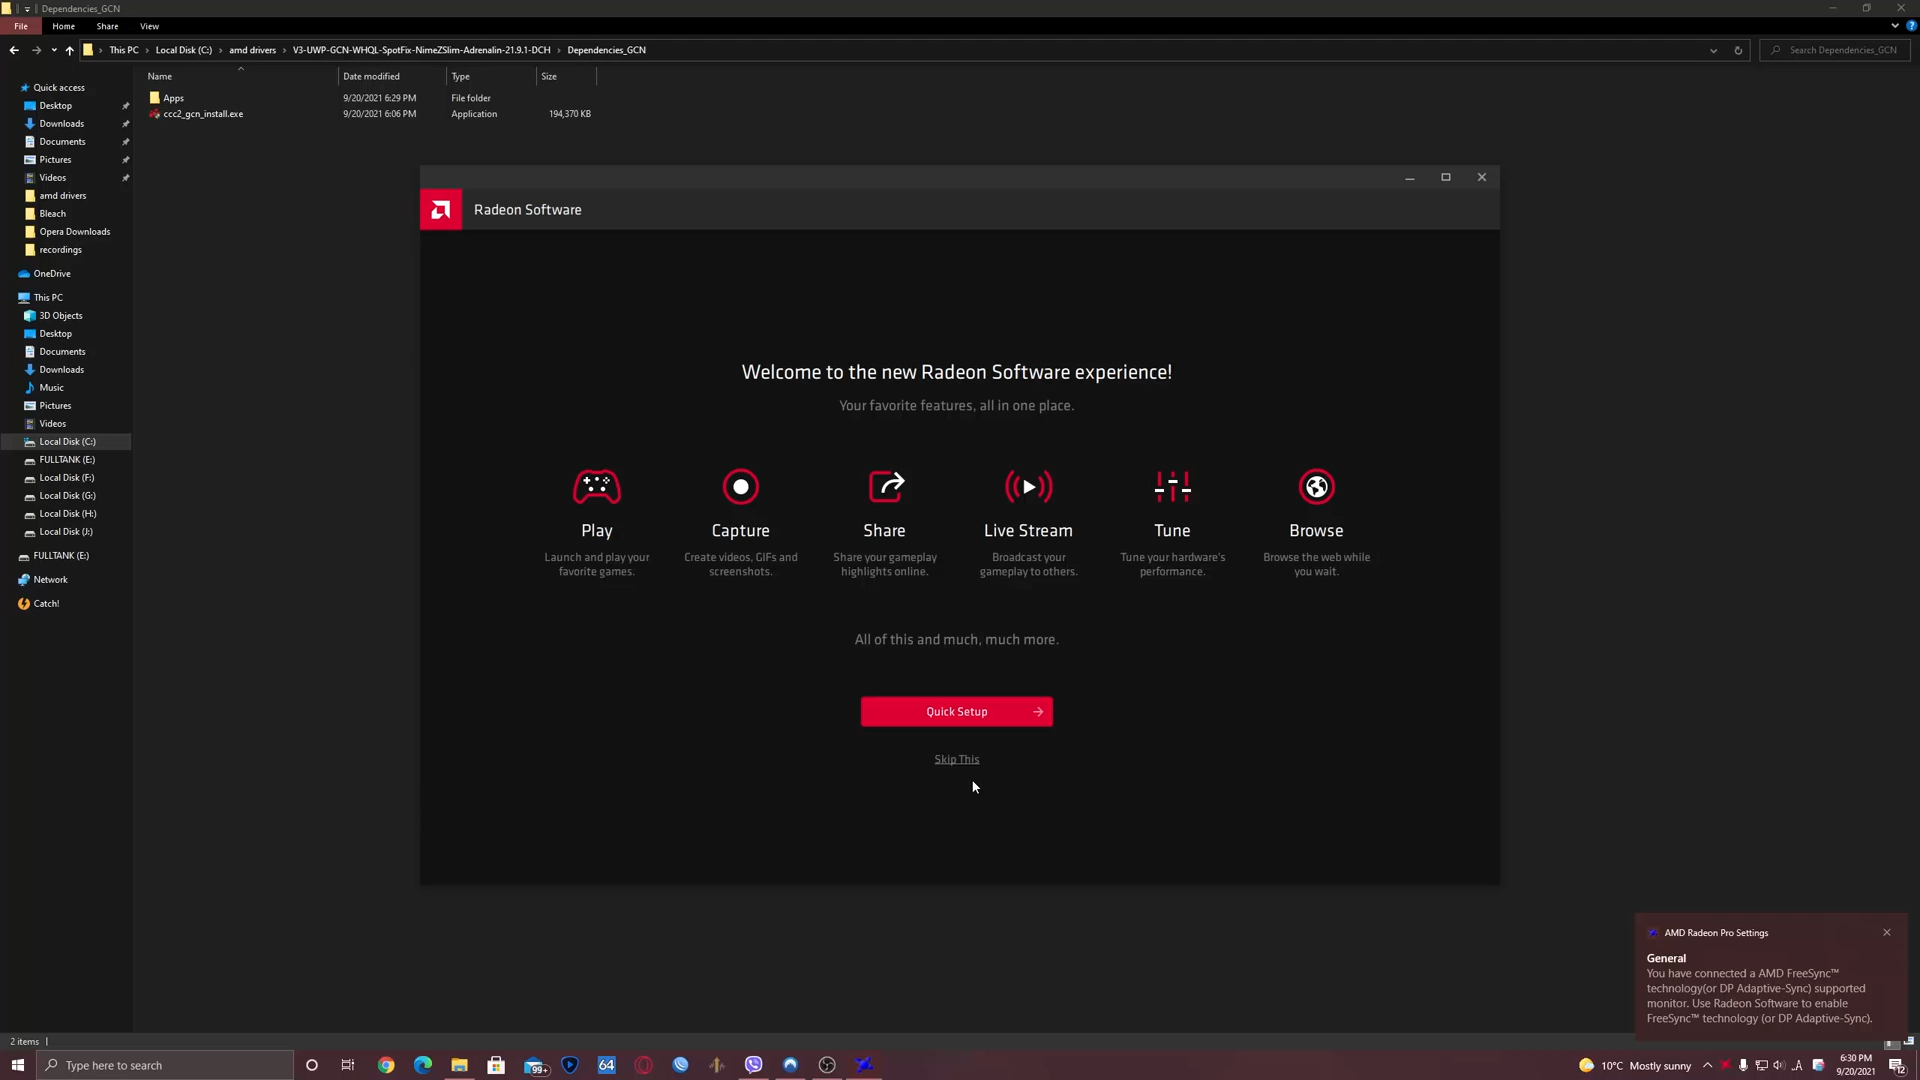 Dependencies_GCN
File Home Share View
This PC Local Disk (C:) amd drivers V3-UWP-GCN-WHQL-SpotFix-NimeZSlim-Adrenalin-21.9.1-DCH Dependencies_GCN
Search Dependencies_GCN
Name Date modified Type Size
Apps 9/20/2021 6:29 PM File folder
ccc2_gcn_install.exe 9/20/2021 6:06 PM Application 194,370 KB
Quick access
Desktop
Downloads
Documents
Pictures
Videos
amd drivers
Bleach
Opera Downloads
recordings
OneDrive
This PC
3D Objects
Desktop
Documents
Downloads
Music
Pictures
Videos
Local Disk (C:)
FULLTANK (E:)
Local Disk (F:)
Local Disk (G:)
Local Disk (H:)
Local Disk (J:)
FULLTANK (E:)
Network
Catch!
Radeon Software
Welcome to the new Radeon Software experience!
Your favorite features, all in one place.
Play
Launch and play your
favorite games.
Capture
Create videos, GIFs and
screenshots.
Share
Share your gameplay
highlights online.
Live Stream
Broadcast your
gameplay to others.
Tune
Tune your hardware's
performance.
Browse
Browse the web while
you wait.
All of this and much, much more.
Quick Setup
Skip This
AMD Radeon Pro Settings
General
You have connected a AMD FreeSync™
technology(or DP Adaptive-Sync) supported
monitor. Use Radeon Software to enable
FreeSync™ technology (or DP Adaptive-Sync).
2 items
Type here to search
99+
64
10°C Mostly sunny
6:30 PM
9/20/2021
12